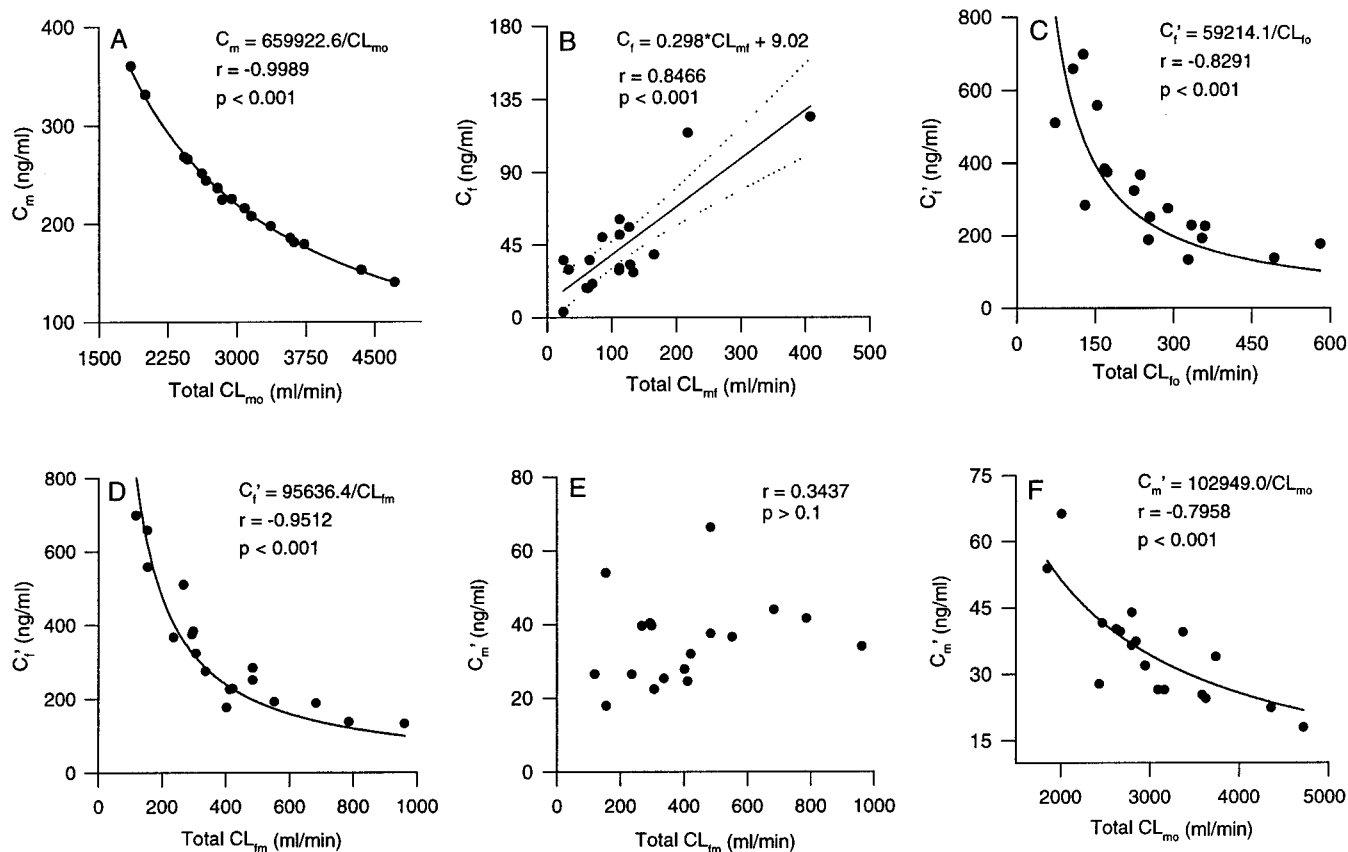 A
C_m = 659922.6/CL_mo
r = -0.9989
p < 0.001
400
300
200
100
C_m (ng/ml)
1500 2250 3000 3750 4500
Total CL_mo (ml/min)
B
C_f = 0.298*CL_mf + 9.02
r = 0.8466
p < 0.001
180
135
90
45
0
C_f (ng/ml)
0 100 200 300 400 500
Total CL_mf (ml/min)
C
C_f' = 59214.1/CL_fo
r = -0.8291
p < 0.001
800
600
400
200
0
C_f' (ng/ml)
0 150 300 450 600
Total CL_fo (ml/min)
D
C_f' = 95636.4/CL_fm
r = -0.9512
p < 0.001
800
600
400
200
0
C_f' (ng/ml)
0 200 400 600 800 1000
Total CL_fm (ml/min)
E
r = 0.3437
p > 0.1
80
60
40
20
0
C_m' (ng/ml)
0 200 400 600 800 1000
Total CL_fm (ml/min)
F
C_m' = 102949.0/CL_mo
r = -0.7958
p < 0.001
75
60
45
30
15
C_m' (ng/ml)
2000 3000 4000 5000
Total CL_mo (ml/min)